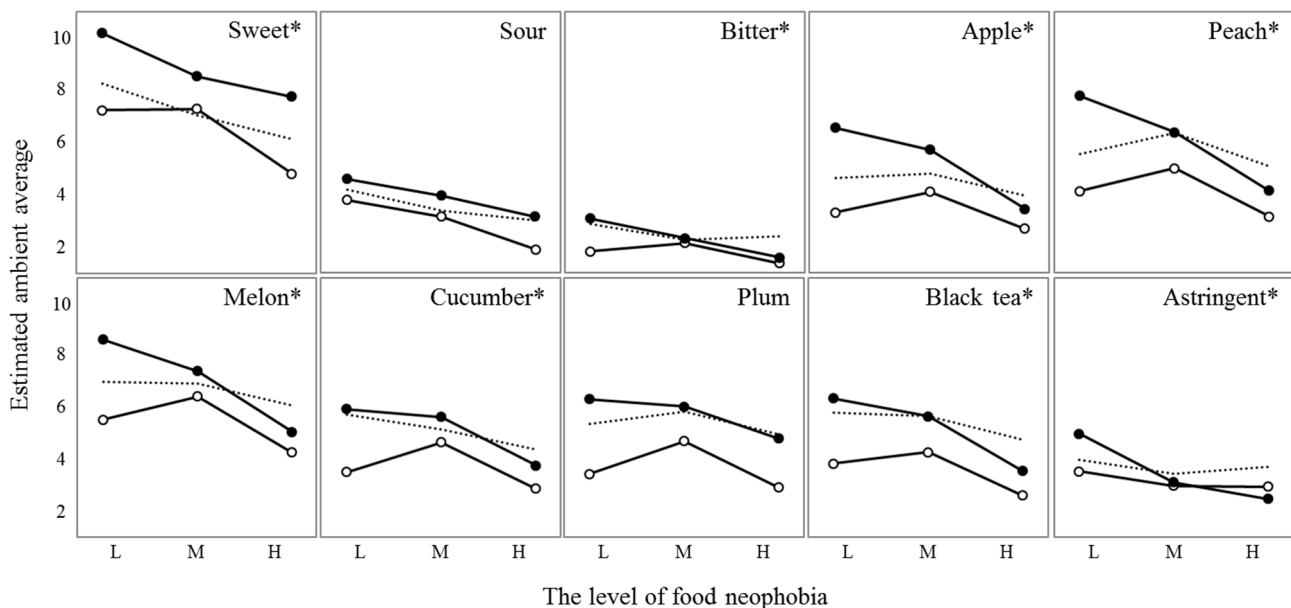 Sweet*
Sour
Bitter*
Apple*
Peach*
10
8
6
4
2
Melon*
Cucumber*
Plum
Black tea*
Astringent*
10
8
6
4
2
Estimated ambient average
L M H L M H L M H L M H L M H
The level of food neophobia